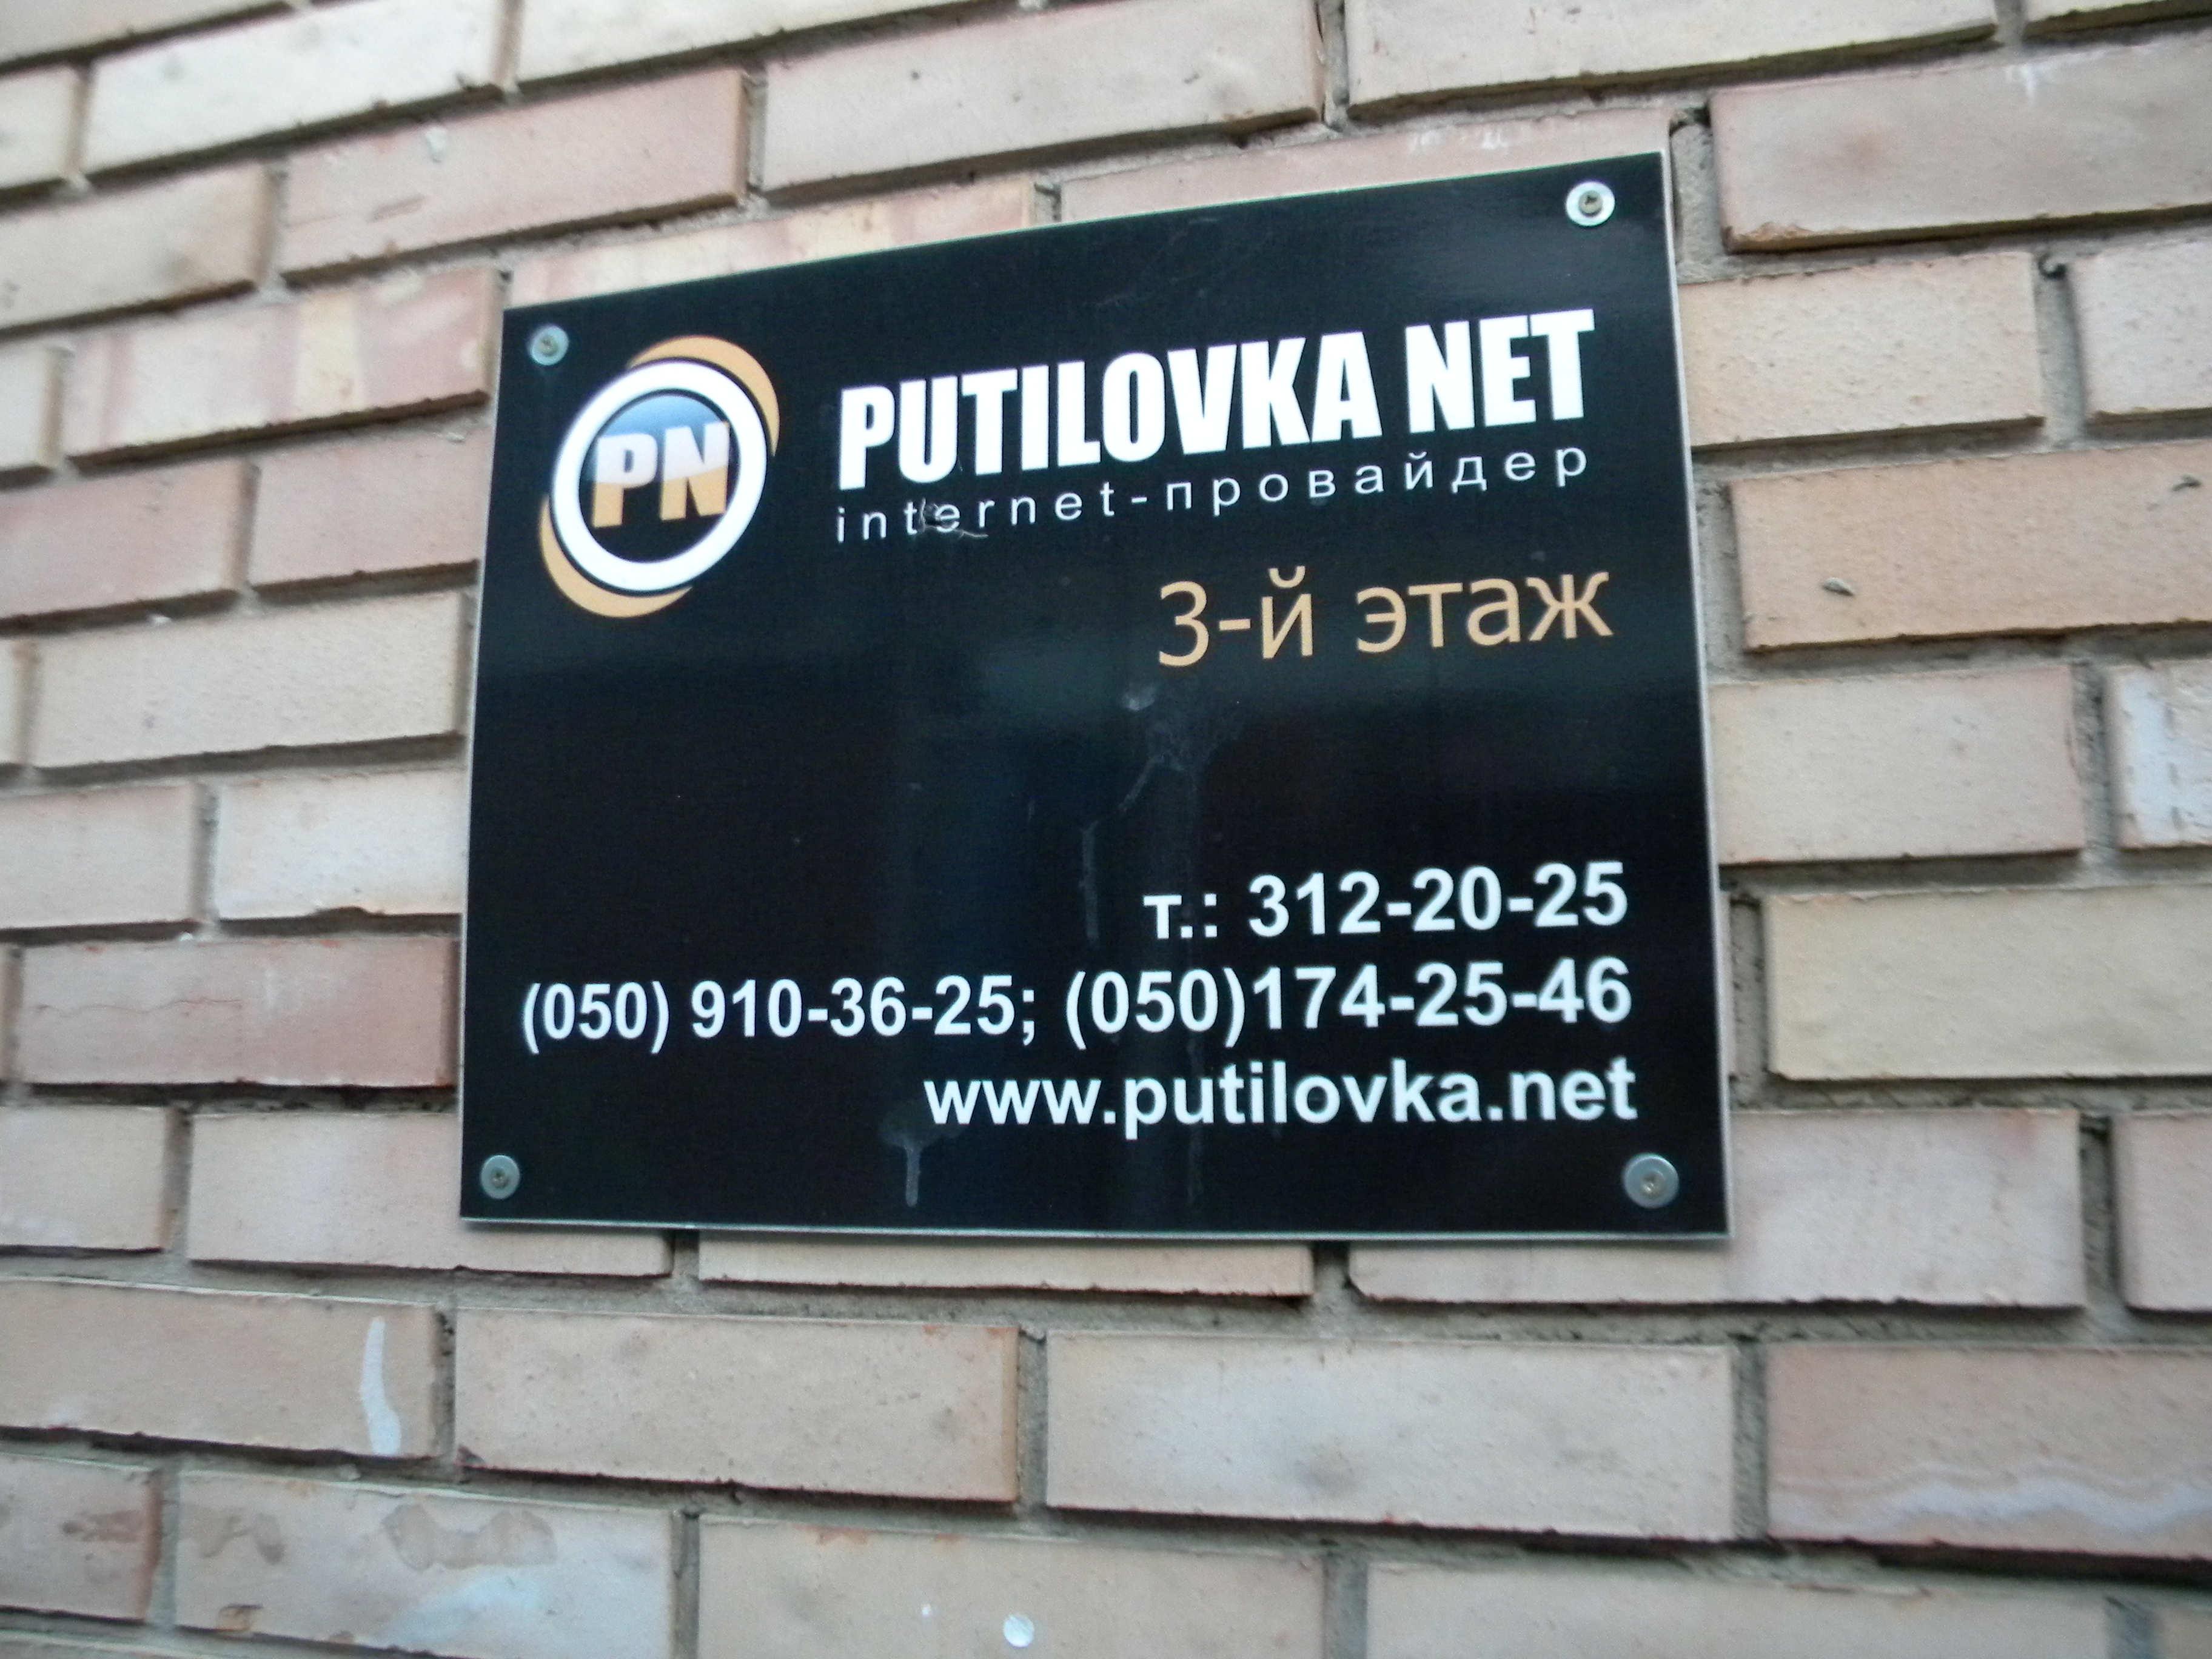 PN
PUTILOVKA NET
internet-провайдер
3-й этаж
т.: 312-20-25
(050) 910-36-25; (050)174-25-46
www.putilovka.net